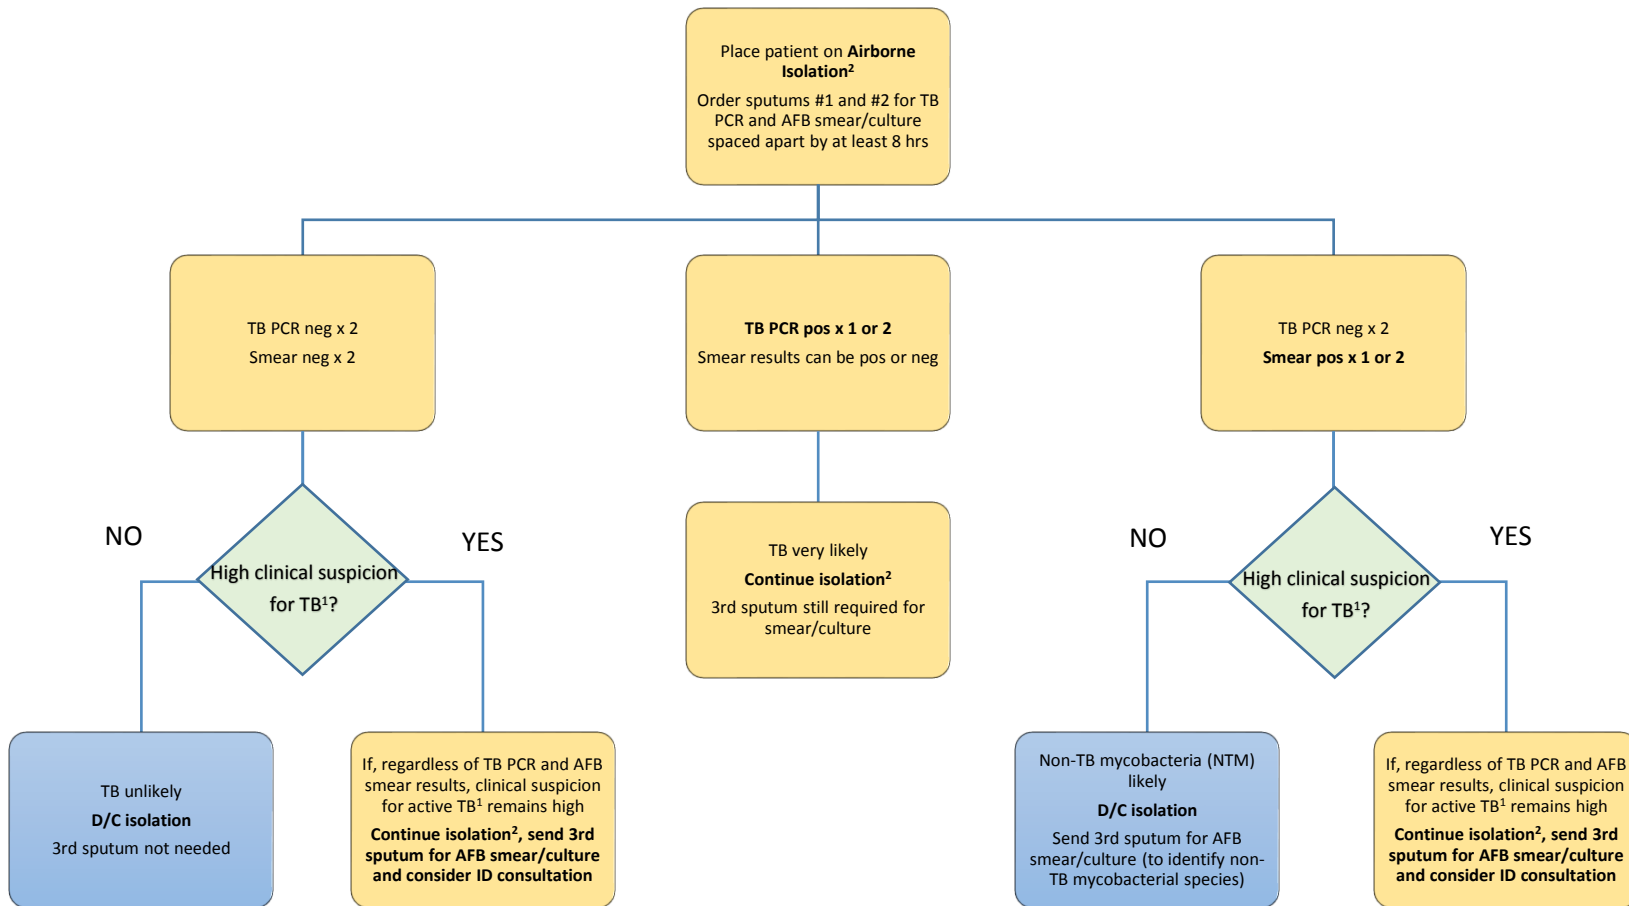 Place patient on Airborne
Isolation²
Order sputums #1 and #2 for TB
PCR and AFB smear/culture
spaced apart by at least 8 hrs
TB PCR neg x 2
Smear neg x 2
TB PCR pos x 1 or 2
Smear results can be pos or neg
TB PCR neg x 2
Smear pos x 1 or 2
NO
High clinical suspicion
for TB¹?
YES
TB very likely
Continue isolation²
3rd sputum still required for
smear/culture
NO
High clinical suspicion
for TB¹?
YES
TB unlikely
D/C isolation
3rd sputum not needed
If, regardless of TB PCR and AFB
smear results, clinical suspicion
for active TB¹ remains high
Continue isolation², send 3rd
sputum for AFB smear/culture
and consider ID consultation
Non-TB mycobacteria (NTM)
likely
D/C isolation
Send 3rd sputum for AFB
smear/culture (to identify non-
TB mycobacterial species)
If, regardless of TB PCR and AFB
smear results, clinical suspicion
for active TB¹ remains high
Continue isolation², send 3rd
sputum for AFB smear/culture
and consider ID consultation